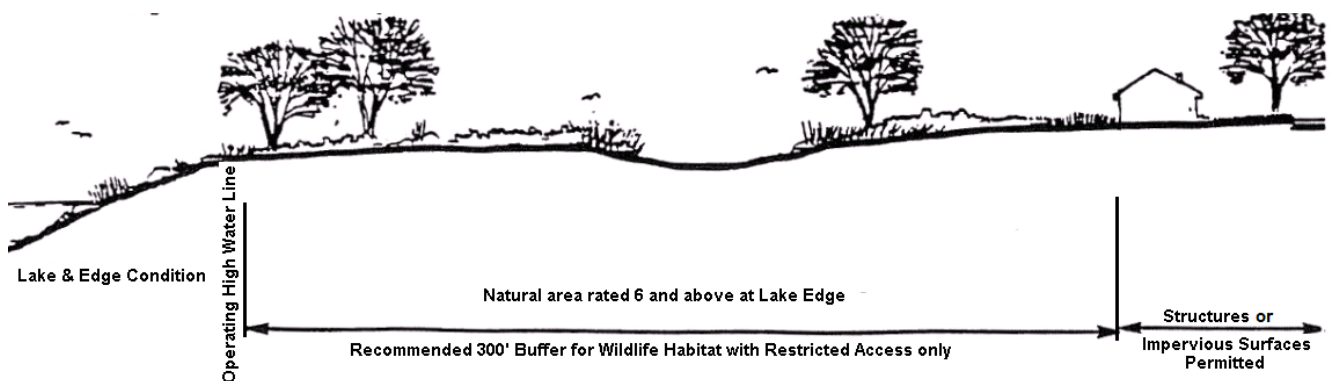 Lake & Edge Condition
Operating High Water Line
Natural area rated 6 and above at Lake Edge
Recommended 300' Buffer for Wildlife Habitat with Restricted Access only
Structures or
Impervious Surfaces
Permitted